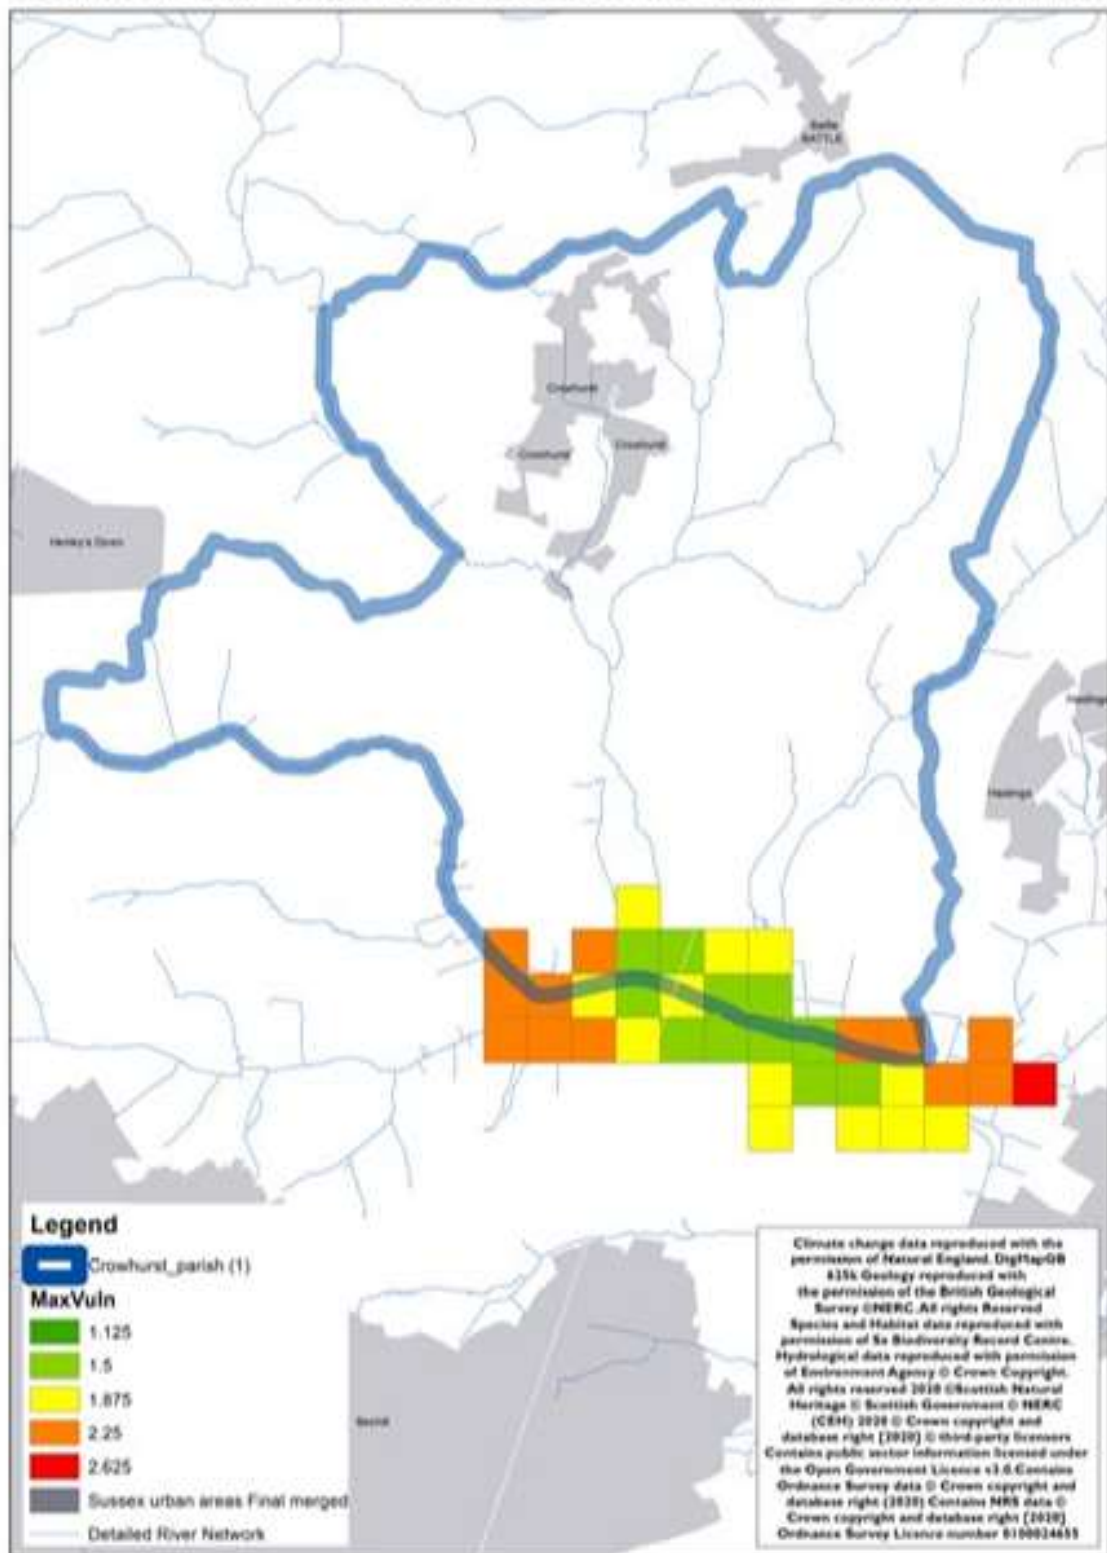 BATTLE
Crowhurst
Crowhurst
Crowhurst
Henley's Down
Hastings
Hastings
Legend
Crowhurst_parish (1)
MaxVuln
1.125
1.5
1.875
2.25
2.625
Sussex urban areas Final merged
Detailed River Network
Climate change data reproduced with the
permission of Natural England. DigMapGB
625k Geology reproduced with
the permission of the British Geological
Survey ©NERC. All rights Reserved
Species and Habitat data reproduced with
permission of Sx Biodiversity Record Centre.
Hydrological data reproduced with permission
of Environment Agency © Crown Copyright.
All rights reserved 2020 ©Scottish Natural
Heritage © Scottish Government © NERC
(CEH) 2020 © Crown copyright and
database right [2020] © third-party licensors
Contains public sector information licensed under
the Open Government Licence v3.0.Contains
Ordnance Survey data © Crown copyright and
database right (2020) Contains NRS data ©
Crown copyright and database right [2020]
Ordnance Survey Licence number 0100024655